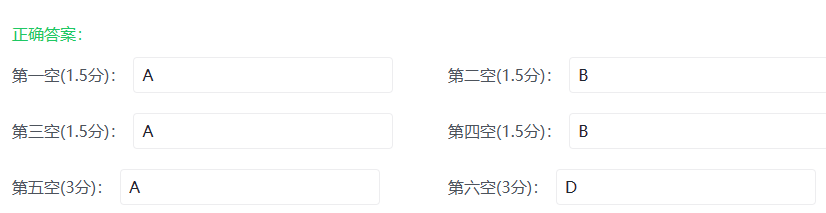 正确答案：
第一空(1.5分)： A 第二空(1.5分)： B
第三空(1.5分)： A 第四空(1.5分)： B
第五空(3分)： A 第六空(3分)： D